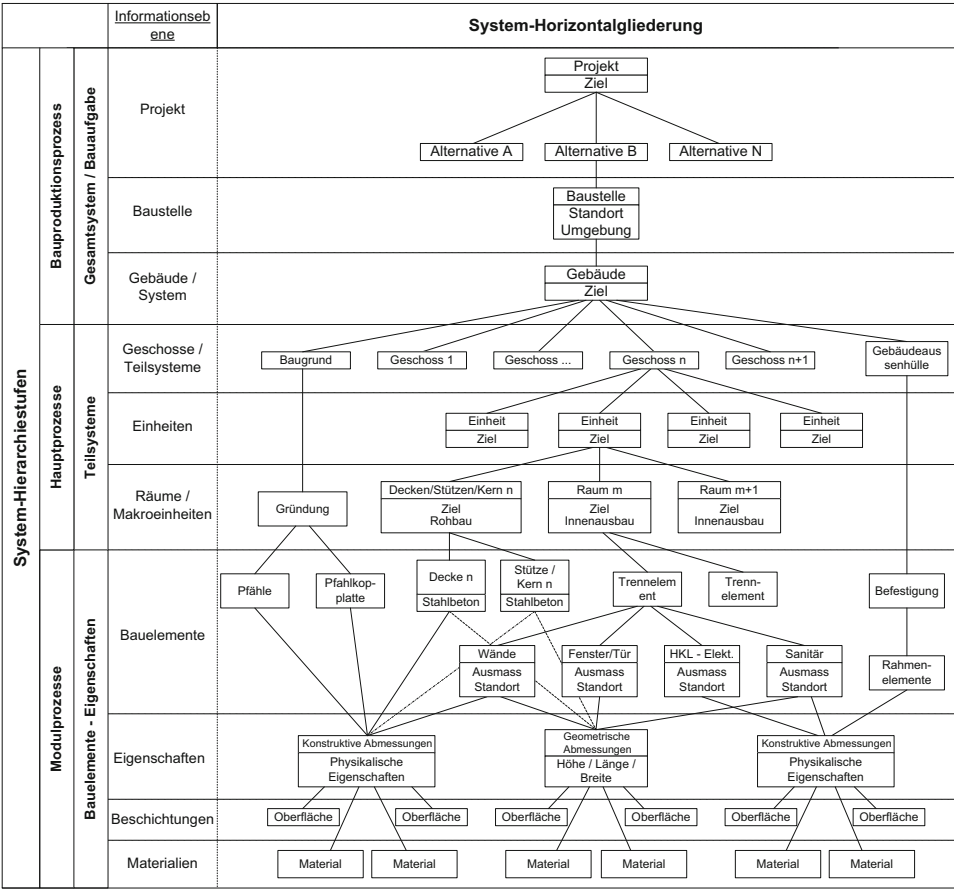 Informationseb
ene
System-Horizontalgliederung
System-Hierarchiestufen
Bauproduktionsprozess
Gesamtsystem / Bauaufgabe
Projekt
Projekt
Ziel
Alternative A
Alternative B
Alternative N
Baustelle
Baustelle
Standort
Umgebung
Gebäude /
System
Gebäude
Ziel
Hauptprozesse
Teilsysteme
Geschosse /
Teilsysteme
Baugrund
Geschoss 1
Geschoss ...
Geschoss n
Geschoss n+1
Gebäudeaus
senhülle
Einheiten
Einheit
Ziel
Einheit
Ziel
Einheit
Ziel
Einheit
Ziel
Räume /
Makroeinheiten
Gründung
Decken/Stützen/Kern n
Ziel
Rohbau
Raum m
Ziel
Innenausbau
Raum m+1
Ziel
Innenausbau
Modulprozesse
Bauelemente - Eigenschaften
Bauelemente
Pfähle
Pfahlkop-
platte
Decke n
Stahlbeton
Stütze /
Kern n
Stahlbeton
Trennelem
ent
Trenn-
element
Befestigung
Wände
Ausmass
Standort
Fenster/Tür
Ausmass
Standort
HKL - Elekt.
Ausmass
Standort
Sanitär
Ausmass
Standort
Rahmen-
elemente
Eigenschaften
Konstruktive Abmessungen
Physikalische
Eigenschaften
Geometrische
Abmessungen
Höhe / Länge /
Breite
Konstruktive Abmessungen
Physikalische
Eigenschaften
Beschichtungen
Oberfläche
Oberfläche
Oberfläche
Oberfläche
Oberfläche
Oberfläche
Materialien
Material
Material
Material
Material
Material
Material